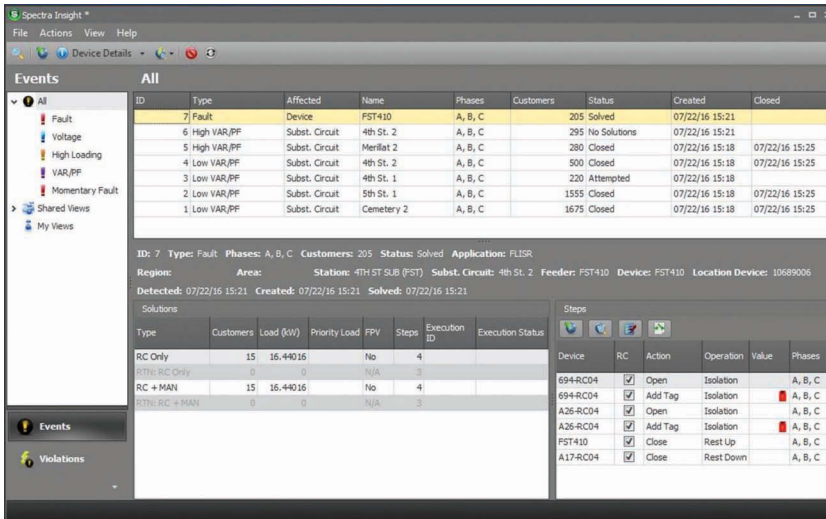 Spectra Insight *
File Actions View Help
Device Details
Events
All
All
Fault
Voltage
High Loading
VAR/PF
Momentary Fault
Shared Views
My Views
Events
Violations
ID Type Affected Name Phases Customers Status Created Closed
7 Fault Device FST410 A, B, C 205 Solved 07/22/16 15:21
6 High VAR/PF Subst. Circuit 4th St. 2 A, B, C 295 No Solutions 07/22/16 15:21
5 High VAR/PF Subst. Circuit Merillat 2 A, B, C 280 Closed 07/22/16 15:18 07/22/16 15:25
4 Low VAR/PF Subst. Circuit 4th St. 2 A, B, C 500 Closed 07/22/16 15:18 07/22/16 15:25
3 Low VAR/PF Subst. Circuit 4th St. 1 A, B, C 220 Attempted 07/22/16 15:18
2 Low VAR/PF Subst. Circuit 5th St. 1 A, B, C 1555 Closed 07/22/16 15:18 07/22/16 15:25
1 Low VAR/PF Subst. Circuit Cemetery 2 A, B, C 1675 Closed 07/22/16 15:18 07/22/16 15:25
ID: 7 Type: Fault Phases: A, B, C Customers: 205 Status: Solved Application: FLISR
Region: Area: Station: 4TH ST SUB (FST) Subst. Circuit: 4th St. 2 Feeder: FST410 Device: FST410 Location Device: 10689006
Detected: 07/22/16 15:21 Created: 07/22/16 15:21 Solved: 07/22/16 15:21
Solutions
Type Customers Load (kW) Priority Load FPV Steps Execution ID Execution Status
RC Only 15 16.44016 No 4
RTN: RC Only 0 0 N/A 3
RC + MAN 15 16.44016 No 4
RTN: RC + MAN 0 0 N/A 3
Steps
Device RC Action Operation Value Phases
694-RC04 Open Isolation A, B, C
694-RC04 Add Tag Isolation A, B, C
A26-RC04 Open Isolation A, B, C
A26-RC04 Add Tag Isolation A, B, C
FST410 Close Rest Up A, B, C
A17-RC04 Close Rest Down A, B, C